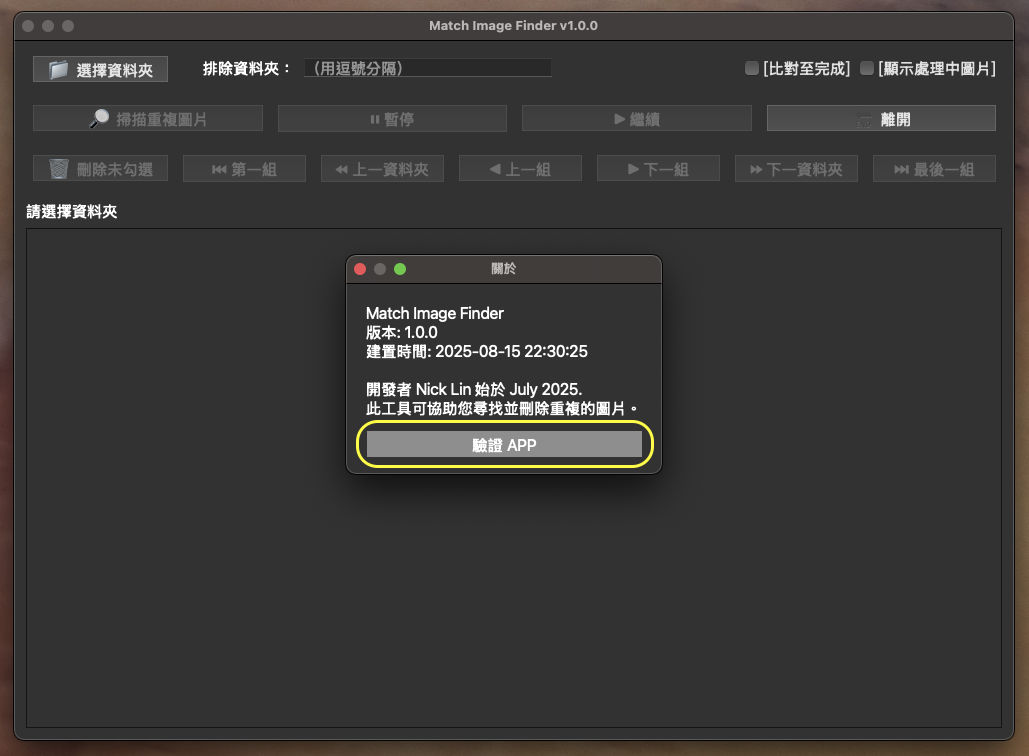 Match Image Finder v1.0.0
選擇資料夾 排除資料夾： （用逗號分隔） [比對至完成] [顯示處理中圖片]
掃描重複圖片 暫停 繼續 離開
刪除未勾選 第一組 上一資料夾 上一組 下一組 下一資料夾 最後一組
請選擇資料夾
關於
Match Image Finder
版本: 1.0.0
建置時間: 2025-08-15 22:30:25
開發者 Nick Lin 始於 July 2025.
此工具可協助您尋找並刪除重複的圖片。
驗證 APP